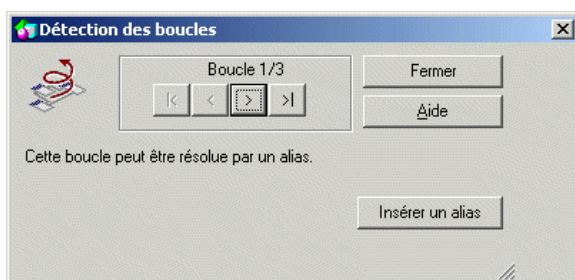 Détection des boucles
Boucle 1/3
Fermer
Aide
Cette boucle peut être résolue par un alias.
Insérer un alias